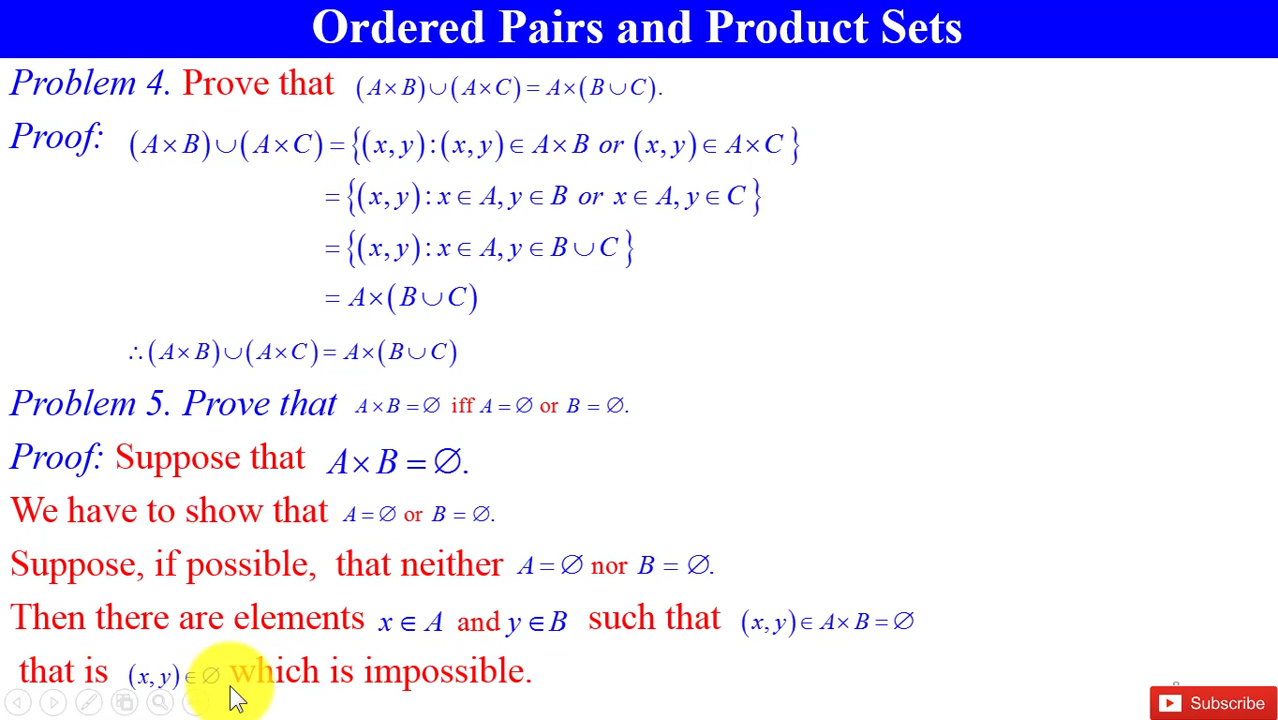 Ordered Pairs and Product Sets
Problem 4. Prove that (A×B)∪(A×C)=A×(B∪C).
Proof: (A×B)∪(A×C)={(x,y):(x,y)∈A×B or (x,y)∈A×C}
={(x,y):x∈A,y∈B or x∈A,y∈C}
={(x,y):x∈A,y∈B∪C}
=A×(B∪C)
∴(A×B)∪(A×C)=A×(B∪C)
Problem 5. Prove that A×B=∅ iff A=∅ or B=∅.
Proof: Suppose that A×B=∅.
We have to show that A=∅ or B=∅.
Suppose, if possible, that neither A=∅ nor B=∅.
Then there are elements x∈A and y∈B such that (x,y)∈A×B=∅
that is (x,y)∈∅ which is impossible.
Subscribe